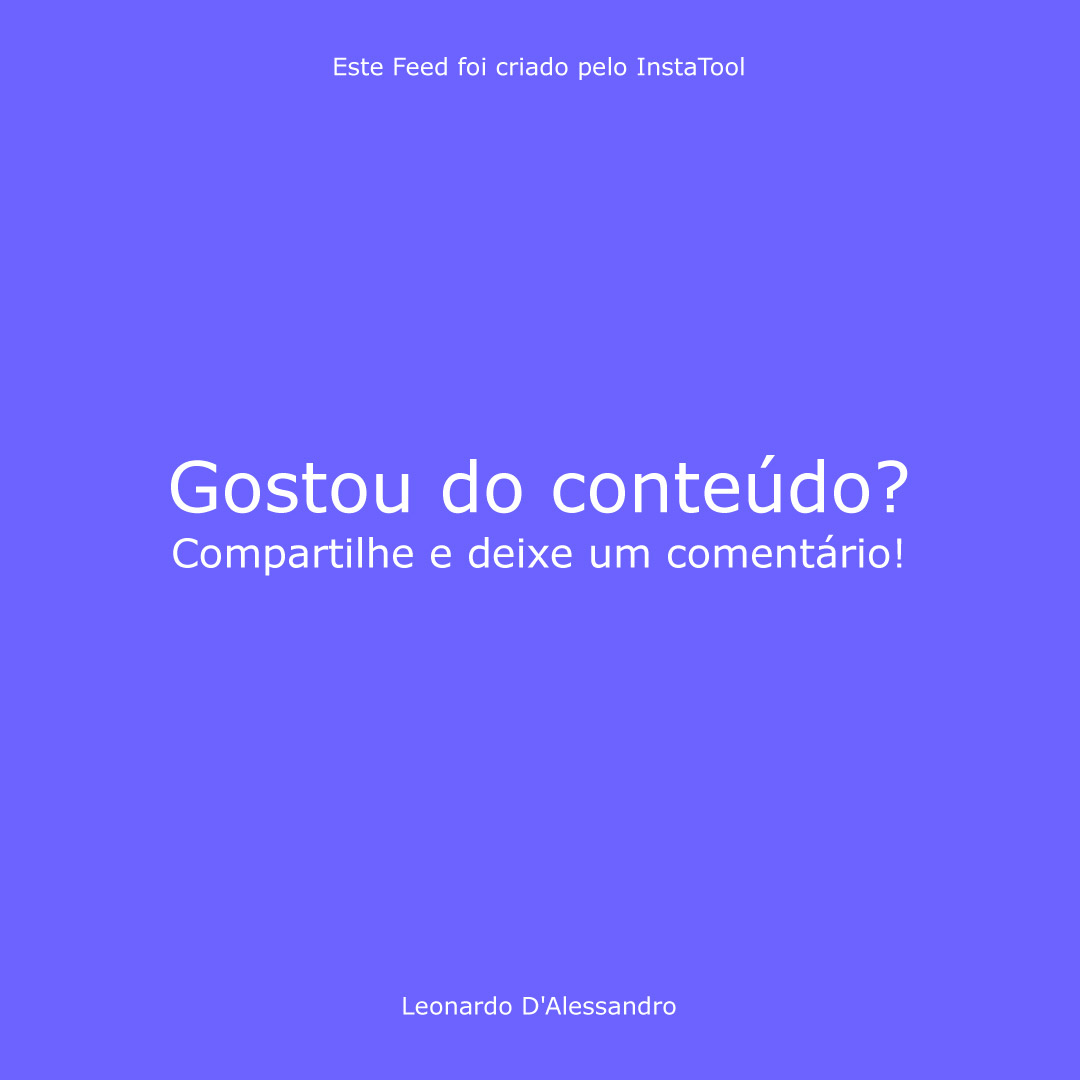 Este Feed foi criado pelo InstaTool
Gostou do conteúdo?
Compartilhe e deixe um comentário!
Leonardo D'Alessandro